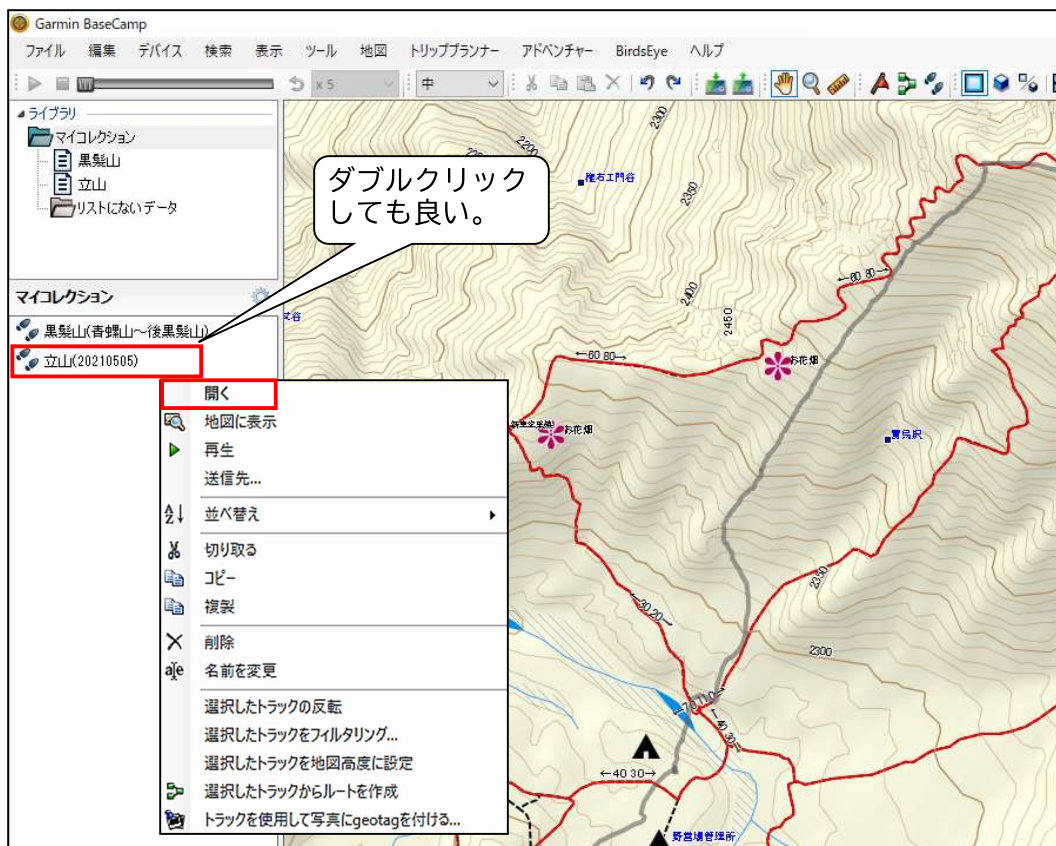 Garmin BaseCamp
ファイル 編集 デバイス 検索 表示 ツール 地図 トリッププランナー アドベンチャー BirdsEye ヘルプ
x 5 中
ライブラリ
マイコレクション
黒髪山
立山
リストにないデータ
ダブルクリック
しても良い。
マイコレクション
黒髪山(青螺山～後黒髪山)
立山(20210505)
開く
地図に表示
再生
送信先...
並べ替え
切り取る
コピー
複製
削除
名前を変更
選択したトラックの反転
選択したトラックをフィルタリング...
選択したトラックを地図高度に設定
選択したトラックからルートを作成
トラックを使用して写真にgeotagを付ける...
2300
2200
2350
2400
2450
←60 80→
←60 80→
お花畑
お花畑
←30 20→
2350
2300
←40 30→
←40 30→
野営場管理所